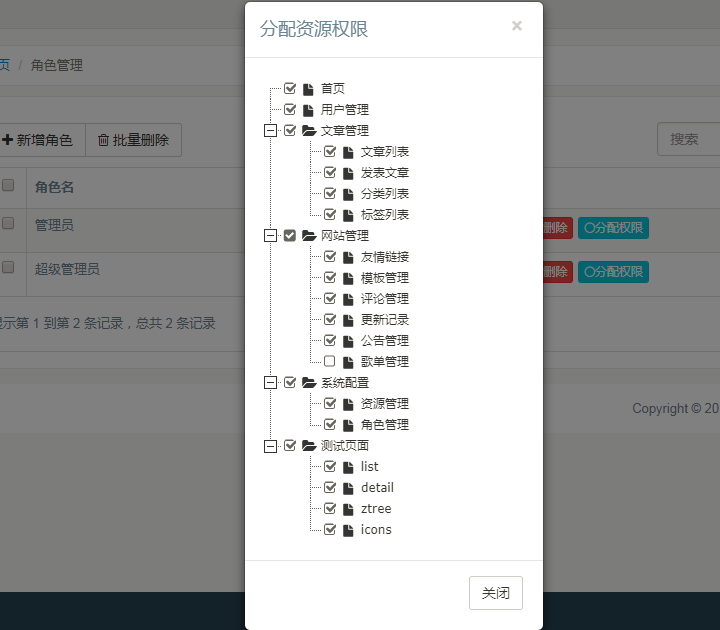 分配资源权限 ×
页 / 角色管理
首页
用户管理
文章管理
新增角色 批量删除
搜索
文章列表
发表文章
角色名
分类列表
标签列表
管理员
删除 分配权限
网站管理
友情链接
超级管理员
删除 分配权限
模板管理
评论管理
示第 1 到第 2 条记录，总共 2 条记录
更新记录
公告管理
歌单管理
系统配置
资源管理
Copyright © 20
角色管理
测试页面
list
detail
ztree
icons
关闭